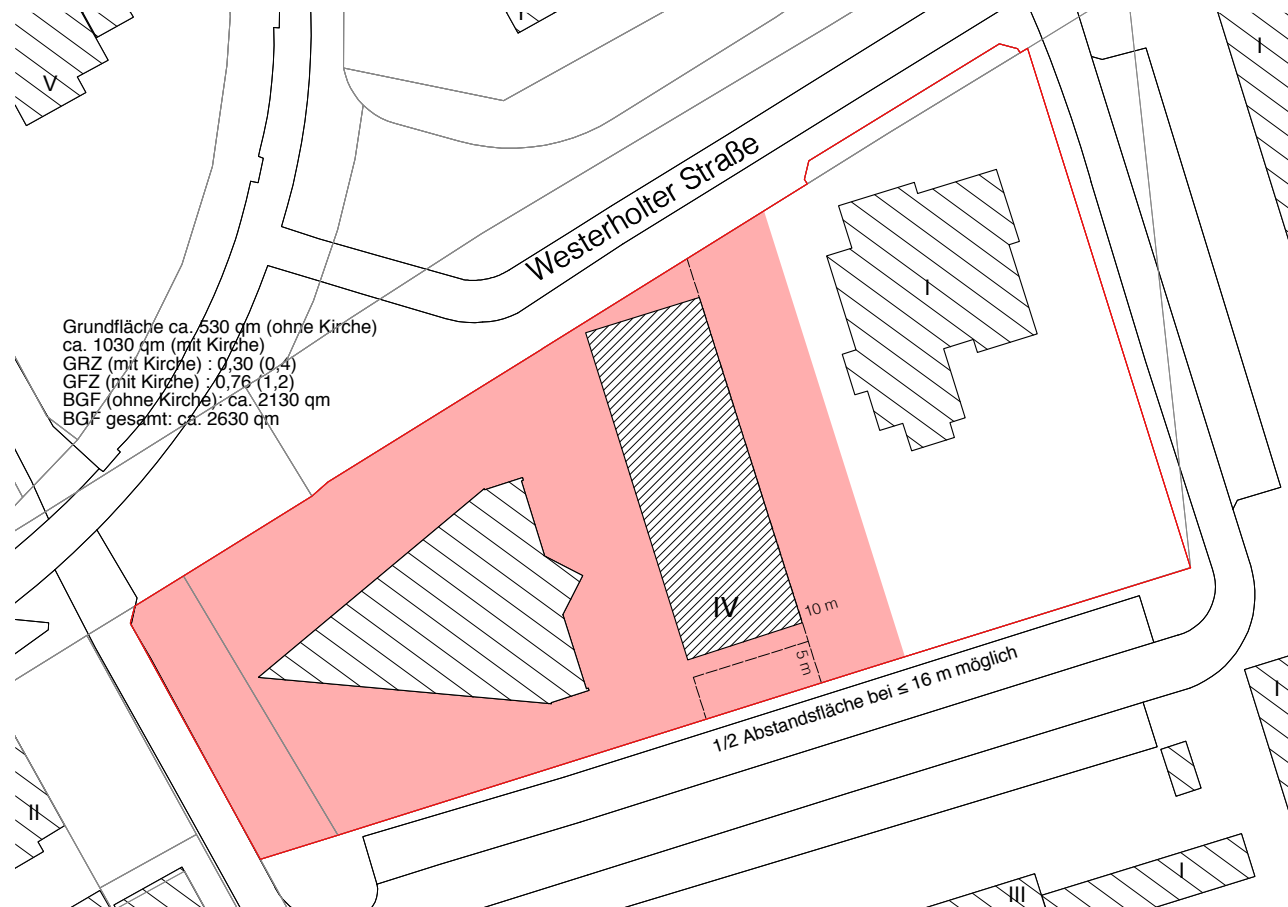 V
I
Westerholter Straße
I
Grundfläche ca. 530 qm (ohne Kirche)
ca. 1030 qm (mit Kirche)
GRZ (mit Kirche) : 0,30 (0,4)
GFZ (mit Kirche) : 0,76 (1,2)
BGF (ohne Kirche): ca. 2130 qm
BGF gesamt: ca. 2630 qm
IV
10 m
5 m
1/2 Abstandsfläche bei ≤ 16 m möglich
I
II
I
III